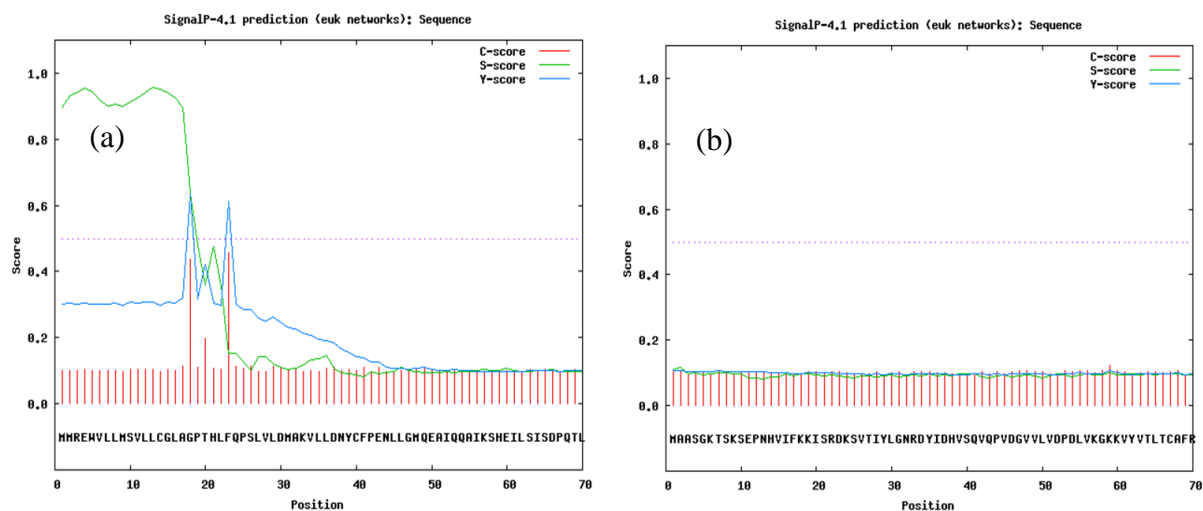 SignalP-4.1 prediction (euk networks): Sequence
C-score
S-score
Y-score
1.0
0.8
0.6
0.4
0.2
0.0
Score
(a)
MMREWVLLMSVLLCGLAGPTHLFQPSLVLDMAKVLLDNYCFPENLLGMQEAIQQAIKSHEILSISDPQTL
0 10 20 30 40 50 60 70
Position
SignalP-4.1 prediction (euk networks): Sequence
C-score
S-score
Y-score
1.0
0.8
0.6
0.4
0.2
0.0
Score
(b)
MAASGKTSKSEPNHVIFKKISRDKSVTIYLGNRDYIDHVSQVQPVDGVVLVDPDLVKGKKVYVTLTCAFR
0 10 20 30 40 50 60 70
Position